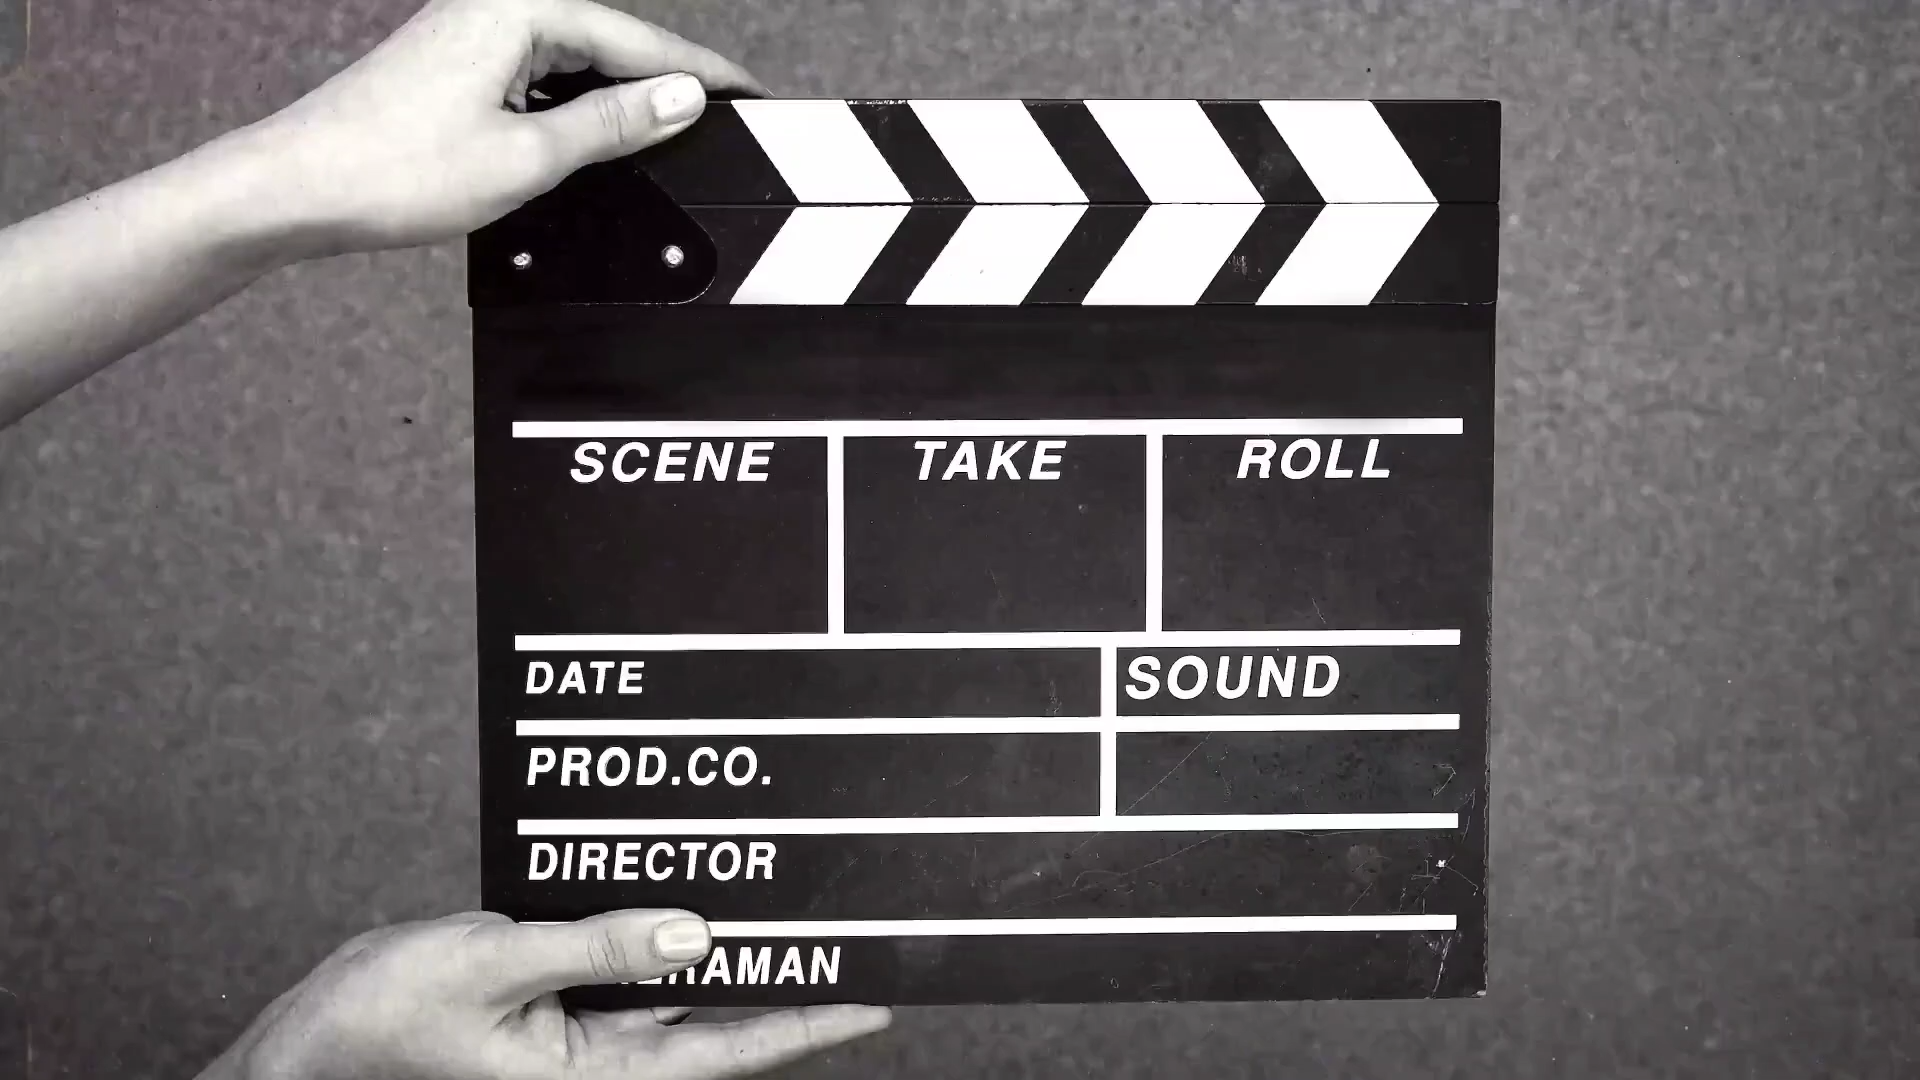 SCENE TAKE ROLL
DATE SOUND
PROD.CO.
DIRECTOR